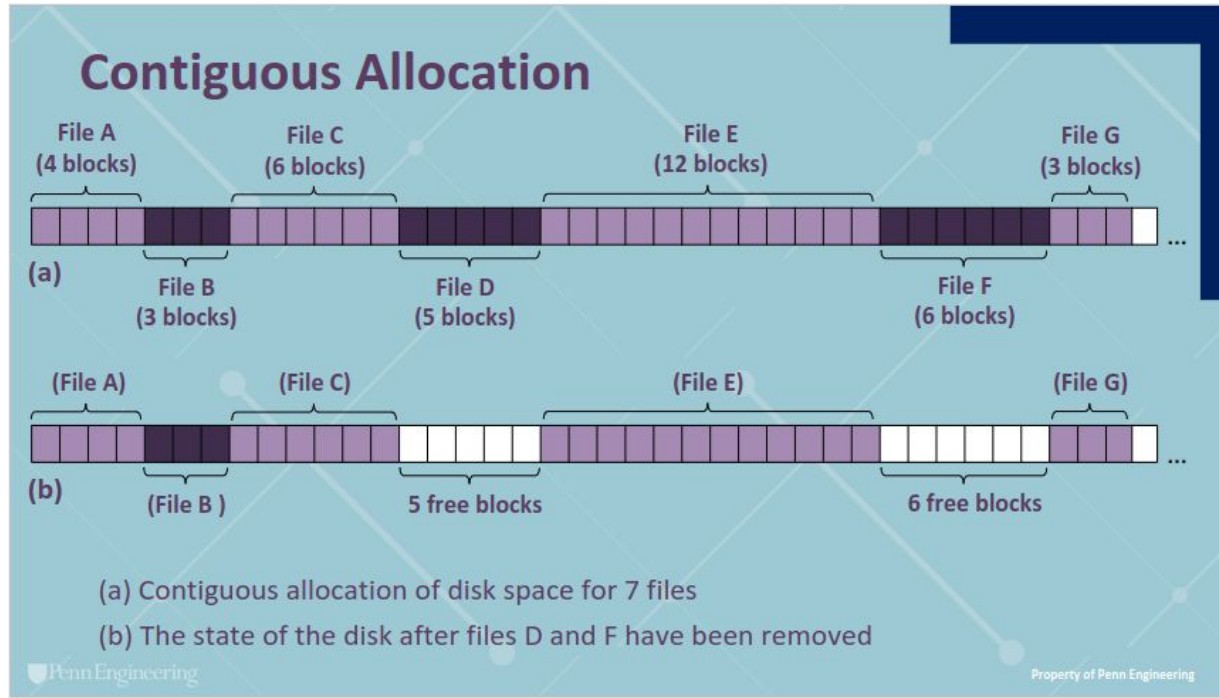 Contiguous Allocation
File A
(4 blocks)
File C
(6 blocks)
File E
(12 blocks)
File G
(3 blocks)
...
(a)
File B
(3 blocks)
File D
(5 blocks)
File F
(6 blocks)
(File A)
(File C)
(File E)
(File G)
...
(b)
(File B )
5 free blocks
6 free blocks
(a) Contiguous allocation of disk space for 7 files
(b) The state of the disk after files D and F have been removed
Penn Engineering
Property of Penn Engineering